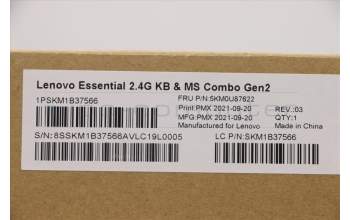 Lenovo Essential 2.4G KB & MS Combo Gen2
1PSKM1B37566
FRU P/N:5KM0U87622
Print:PMX 2021-09-20
REV.:03
MFG:PMX 2021-09-20
QTY:1
Manufactured for Lenovo
Made in China
S/N:8SSKM1B37566AVLC19L0005
LC P/N:SKM1B37566